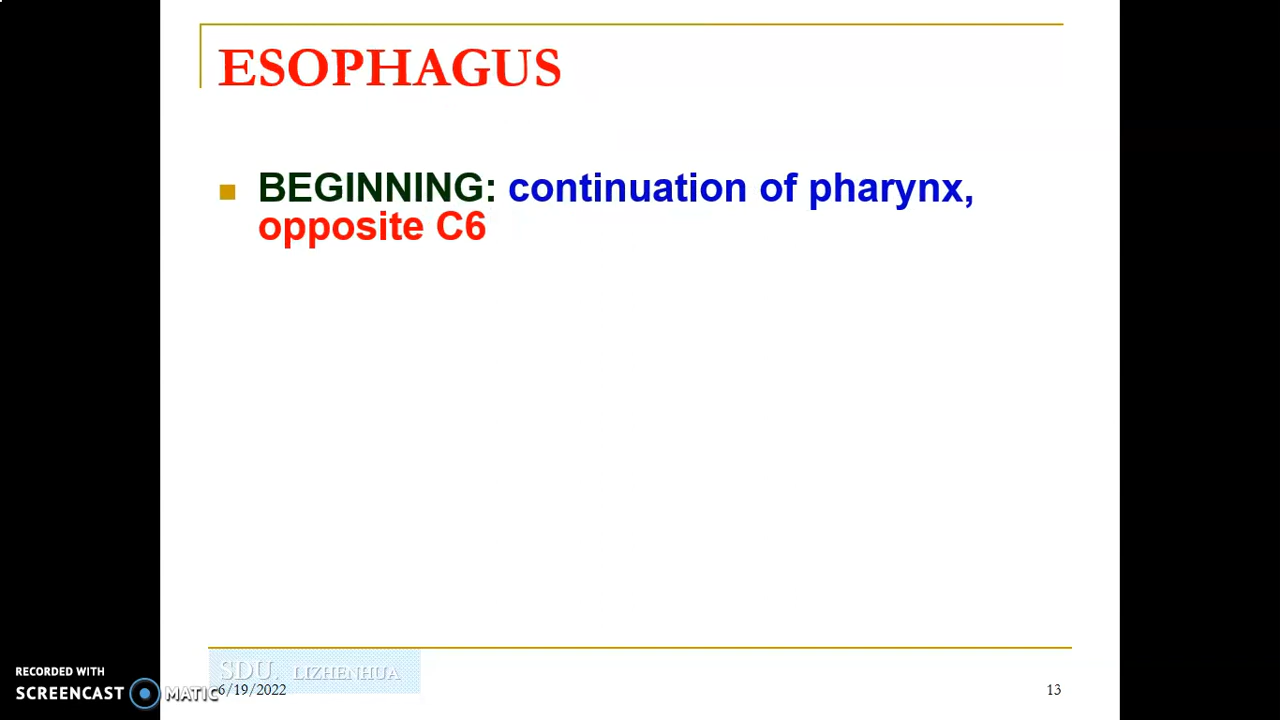 ESOPHAGUS
BEGINNING: continuation of pharynx,
opposite C6
SDU. LIZHENHUA
6/19/2022
13
RECORDED WITH
SCREENCAST MATIC